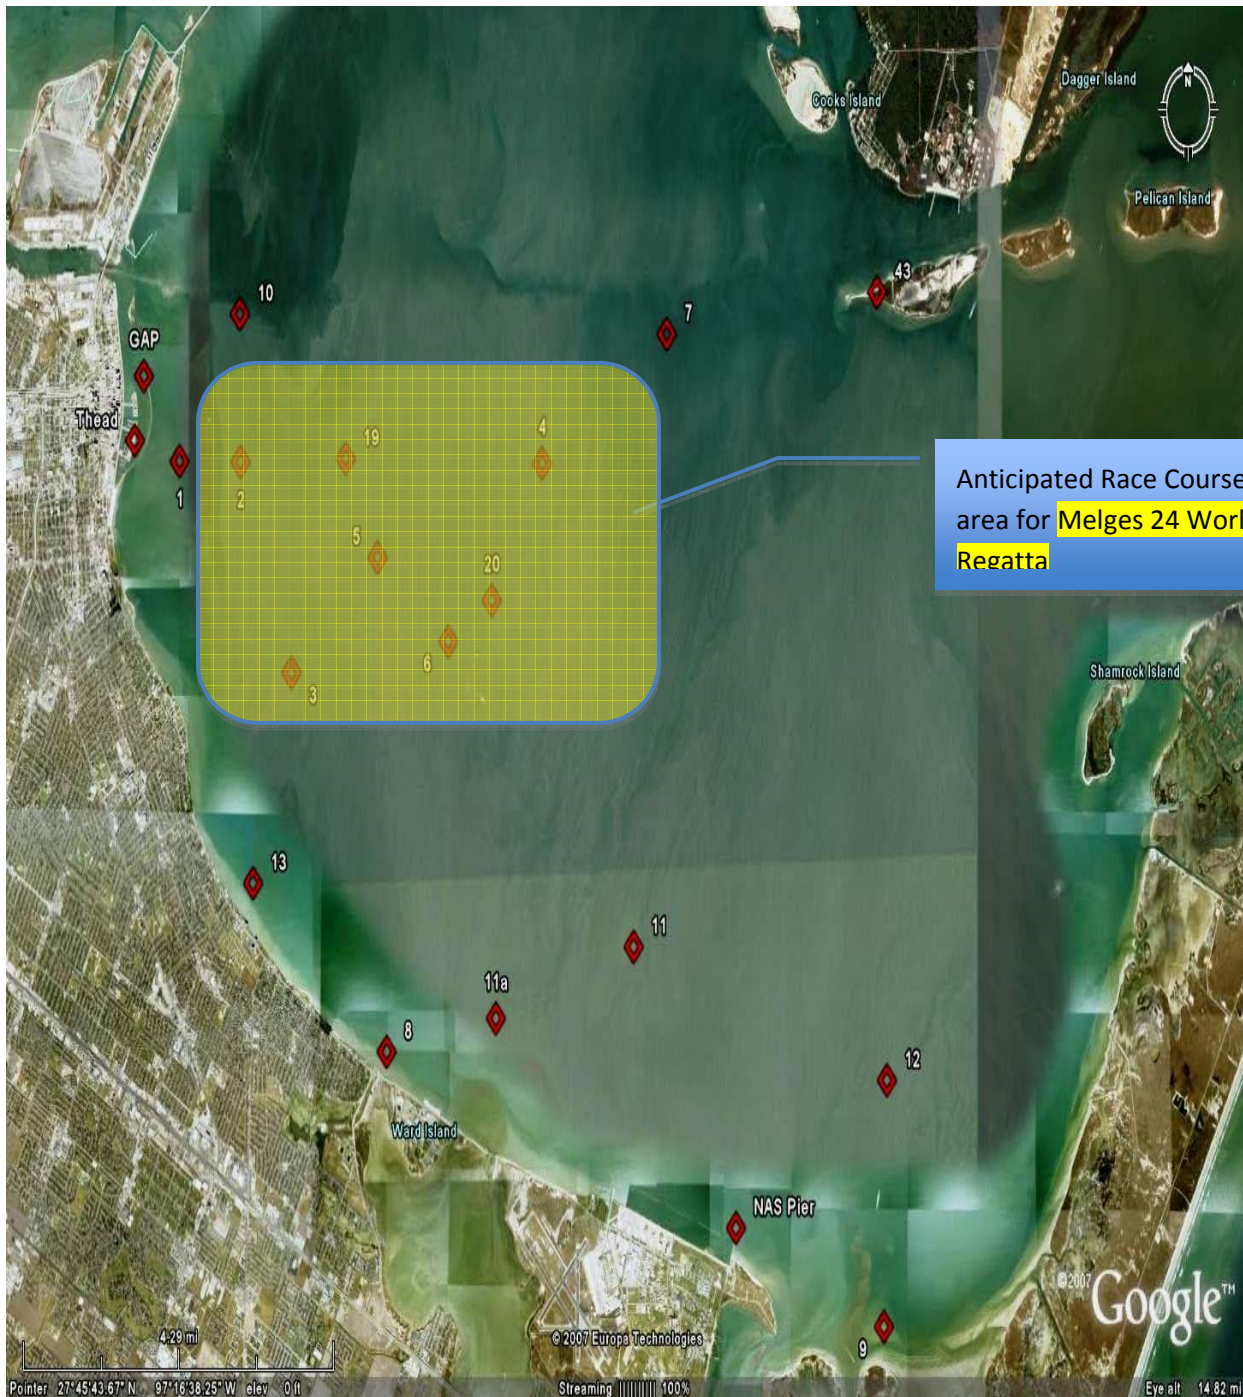 Dagger Island
N
Cooks Island
Pelican Island
43
10
7
GAP
Thead
1
2
19
4
5
20
6
3
Anticipated Race Course
area for Melges 24 Worl
Regatta
Shamrock Island
13
11
11a
8
12
Ward Island
NAS Pier
9
©2007
Google™
4.29 mi
© 2007 Europa Technologies
Pointer 27°45'43.67" N 97°16'38.25" W elev 0 ft Streaming |||||||||| 100% Eye alt 14.82 mi